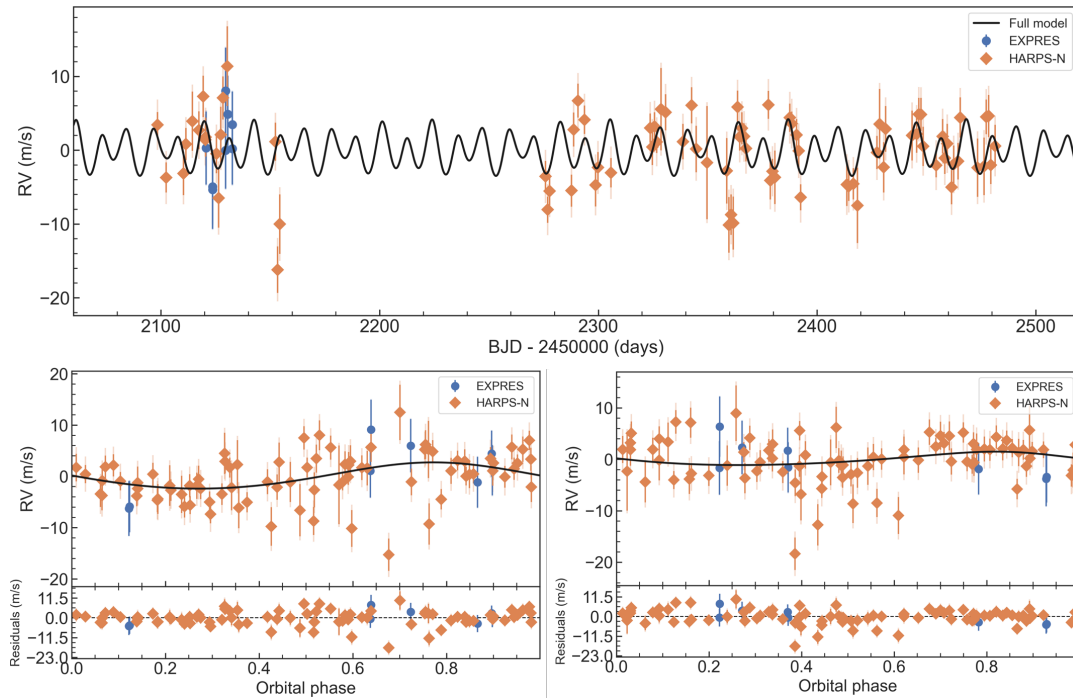 Full model
EXPRES
HARPS-N
10
0
−10
−20
RV (m/s)
2100
2200
2300
2400
2500
BJD - 2450000 (days)
20
10
0
−10
−20
RV (m/s)
EXPRES
HARPS-N
11.5
0.0
−11.5
−23.0
Residuals (m/s)
0.0 0.2 0.4 0.6 0.8
Orbital phase
10
0
−10
−20
RV (m/s)
EXPRES
HARPS-N
11.5
0.0
−11.5
−23.0
Residuals (m/s)
0.0 0.2 0.4 0.6 0.8
Orbital phase